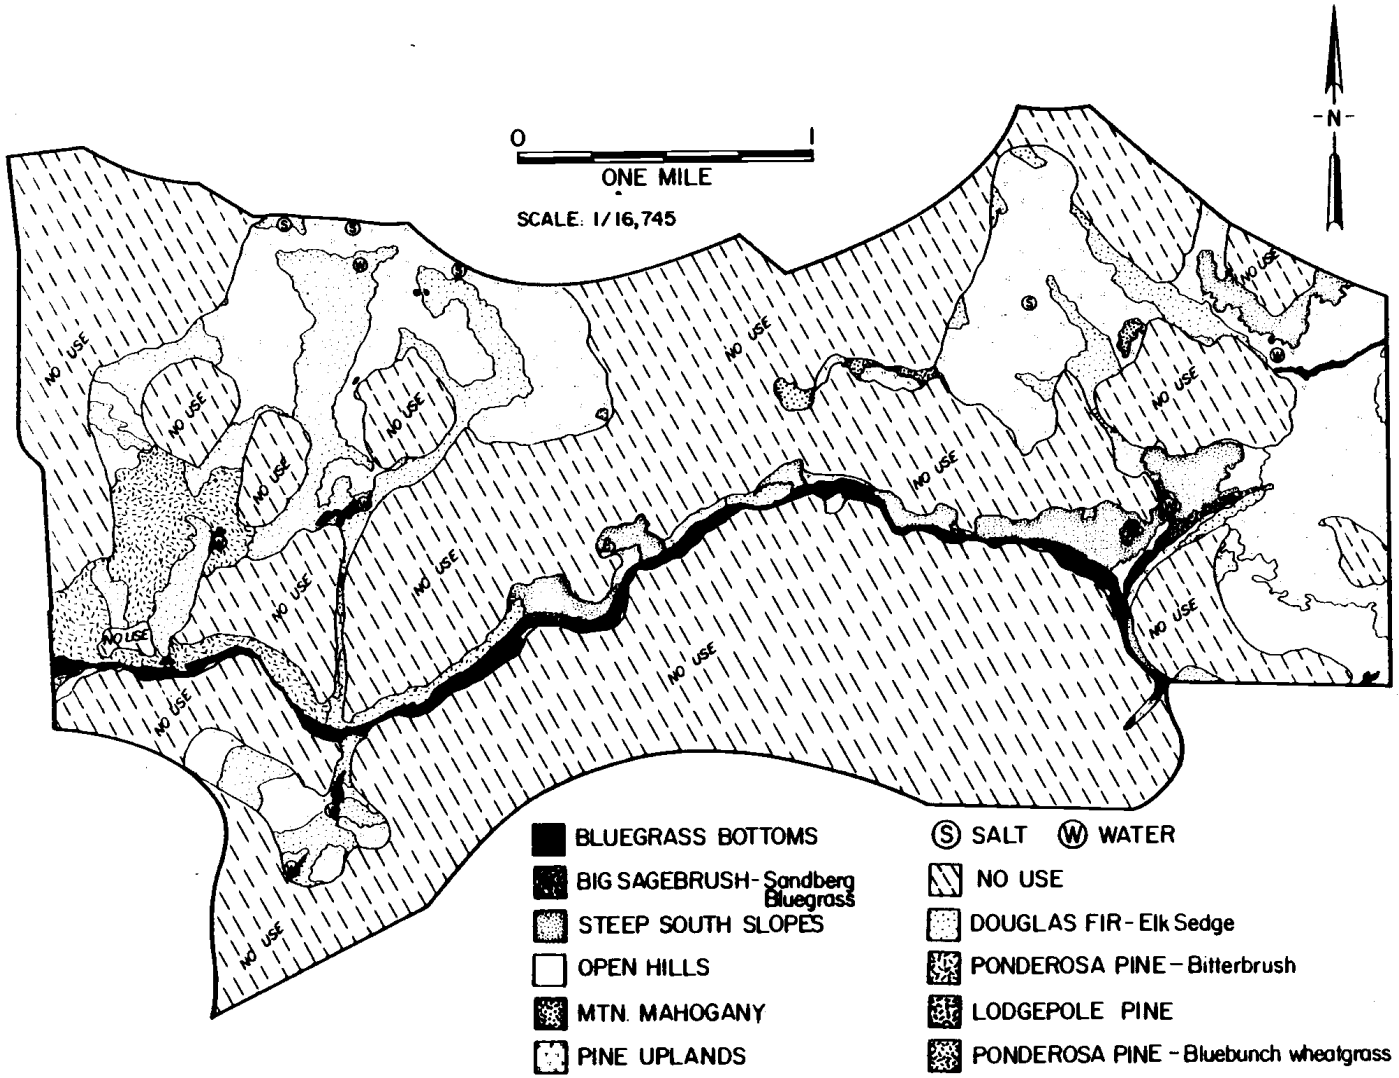 -N-
0 1
ONE MILE
SCALE: 1/16,745
S
S
W
S
NO USE
S
NO USE
W
NO USE
NO USE
NO USE
NO USE
NO USE
NO USE
NO USE
NO USE
NO USE
NO USE
NO USE
NO USE
NO USE
NO USE
BLUEGRASS BOTTOMS
BIG SAGEBRUSH-Sandberg
Bluegrass
STEEP SOUTH SLOPES
OPEN HILLS
MTN. MAHOGANY
PINE UPLANDS
S SALT W WATER
NO USE
DOUGLAS FIR-Elk Sedge
PONDEROSA PINE-Bitterbrush
LODGEPOLE PINE
PONDEROSA PINE-Bluebunch wheatgrass